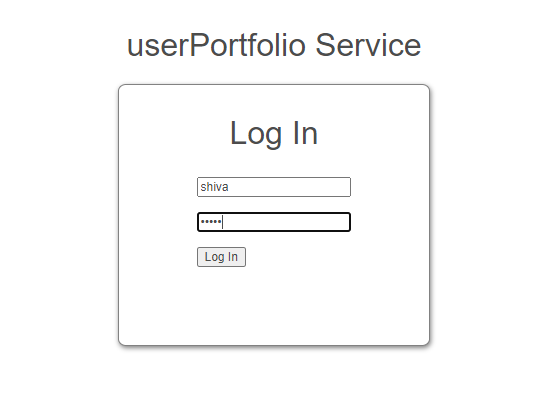 userPortfolio Service
Log In
shiva
•••••
Log In